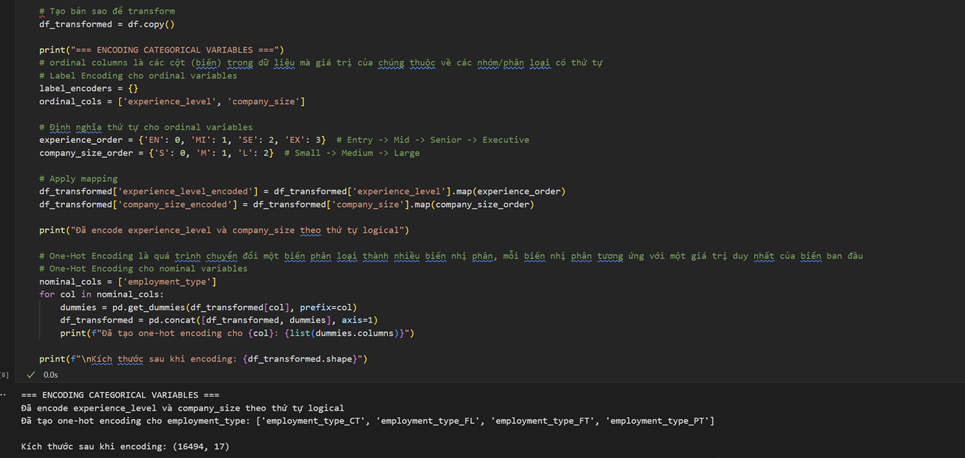 # Tạo bản sao để transform
df_transformed = df.copy()
print("=== ENCODING CATEGORICAL VARIABLES ===")
# ordinal columns là các cột (biến) trong dữ liệu mà giá trị của chúng thuộc về các nhóm/phân loại có thứ tự
# Label Encoding cho ordinal variables
label_encoders = {}
ordinal_cols = ['experience_level', 'company_size']
# Định nghĩa thứ tự cho ordinal variables
experience_order = {'EN': 0, 'MI': 1, 'SE': 2, 'EX': 3}  # Entry -> Mid -> Senior -> Executive
company_size_order = {'S': 0, 'M': 1, 'L': 2}  # Small -> Medium -> Large
# Apply mapping
df_transformed['experience_level_encoded'] = df_transformed['experience_level'].map(experience_order)
df_transformed['company_size_encoded'] = df_transformed['company_size'].map(company_size_order)
print("Đã encode experience_level và company_size theo thứ tự logical")
# One-Hot Encoding là quá trình chuyển đổi một biến phân loại thành nhiều biến nhị phân, mỗi biến nhị phân tương ứng với một giá trị duy nhất của biến ban đầu
# One-Hot Encoding cho nominal variables
nominal_cols = ['employment_type']
for col in nominal_cols:
    dummies = pd.get_dummies(df_transformed[col], prefix=col)
    df_transformed = pd.concat([df_transformed, dummies], axis=1)
    print(f"Đã tạo one-hot encoding cho {col}: {list(dummies.columns)}")
print(f"\nKích thước sau khi encoding: {df_transformed.shape}")
[8] 0.0s
=== ENCODING CATEGORICAL VARIABLES ===
Đã encode experience_level và company_size theo thứ tự logical
Đã tạo one-hot encoding cho employment_type: ['employment_type_CT', 'employment_type_FL', 'employment_type_FT', 'employment_type_PT']
Kích thước sau khi encoding: (16494, 17)